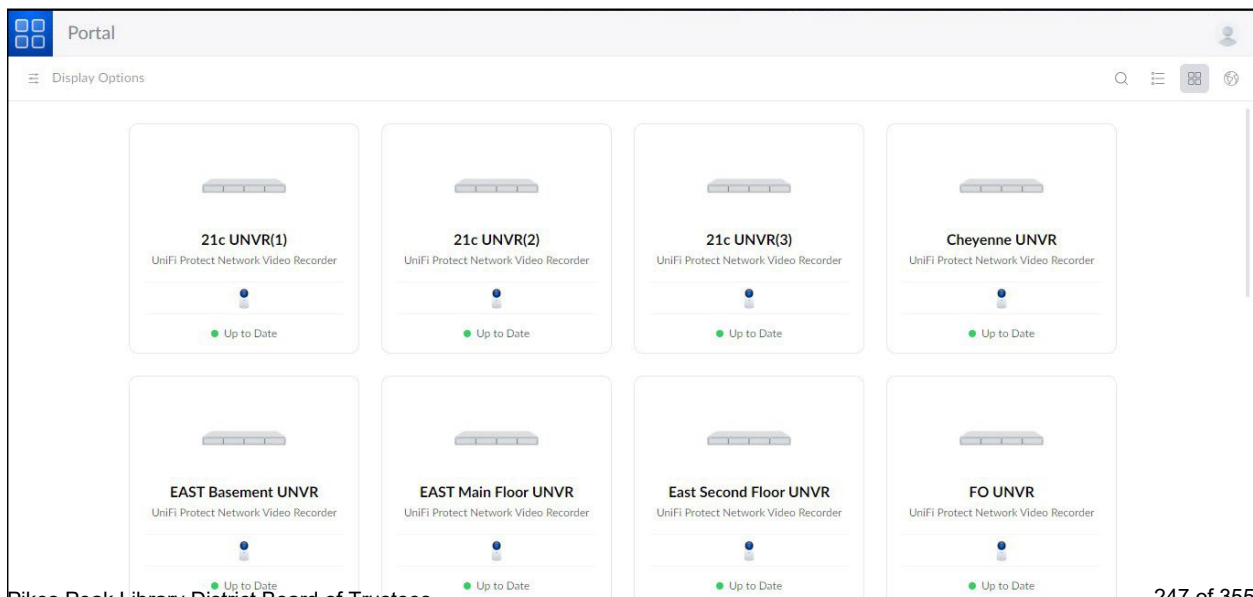 Portal
Display Options
21c UNVR(1)
UniFi Protect Network Video Recorder
Up to Date
21c UNVR(2)
UniFi Protect Network Video Recorder
Up to Date
21c UNVR(3)
UniFi Protect Network Video Recorder
Up to Date
Cheyenne UNVR
UniFi Protect Network Video Recorder
Up to Date
EAST Basement UNVR
UniFi Protect Network Video Recorder
Up to Date
EAST Main Floor UNVR
UniFi Protect Network Video Recorder
Up to Date
East Second Floor UNVR
UniFi Protect Network Video Recorder
Up to Date
FO UNVR
UniFi Protect Network Video Recorder
Up to Date
Pikes Peak Library District Board of Trustees
247 of 355